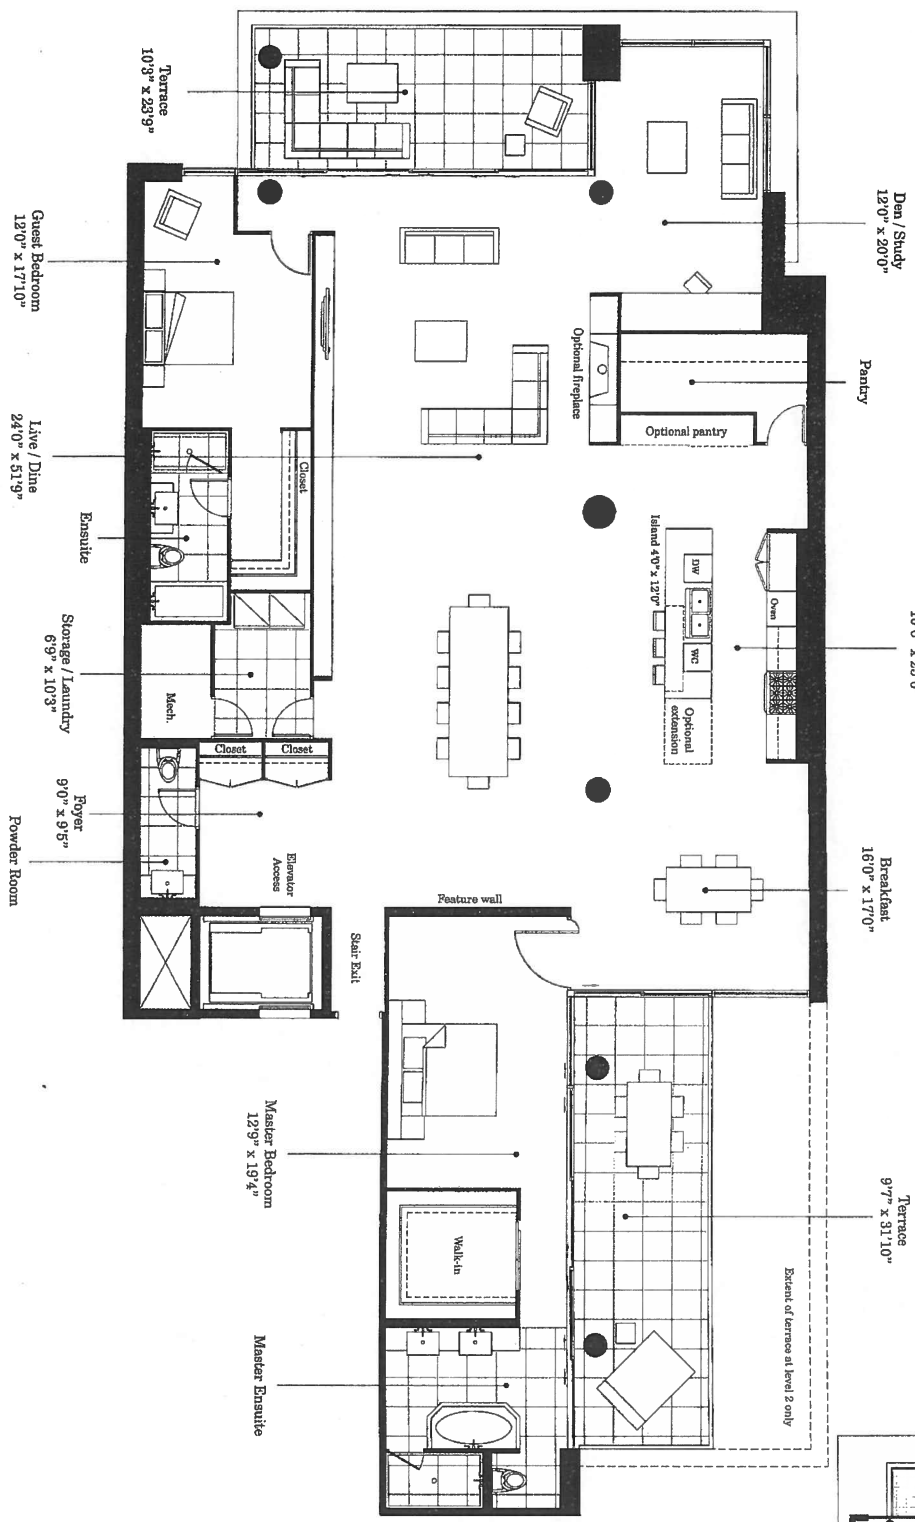 Terrace
10'3" x 23'9"
Den / Study
12'0" x 20'0"
Guest Bedroom
12'0" x 17'10"
Pantry
Optional fireplace
Optional pantry
Live / Dine
24'0" x 51'9"
Closet
Ensuite
Island 4'0" x 12'0"
DW
Oven
WC
Optional
extension
Storage / Laundry
6'9" x 10'3"
Mech.
Closet
Closet
Foyer
9'0" x 9'5"
Powder Room
Elevator
Access
Breakfast
16'0" x 17'0"
Feature wall
Stair Exit
Master Bedroom
12'9" x 19'4"
Terrace
9'7" x 31'10"
Walk-in
Extent of terrace at level 2 only
Master Ensuite